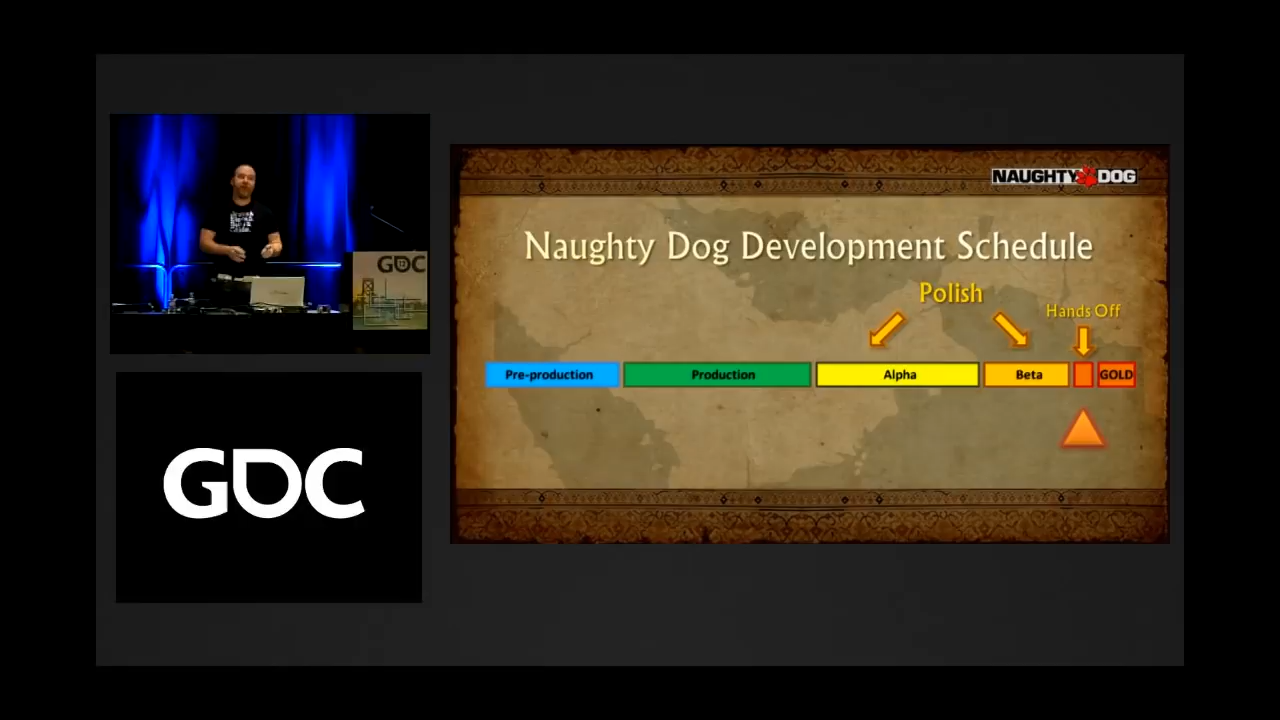 GDC
GDC
NAUGHTY DOG
Naughty Dog Development Schedule
Polish
Hands Off
Pre-production
Production
Alpha
Beta
GOLD